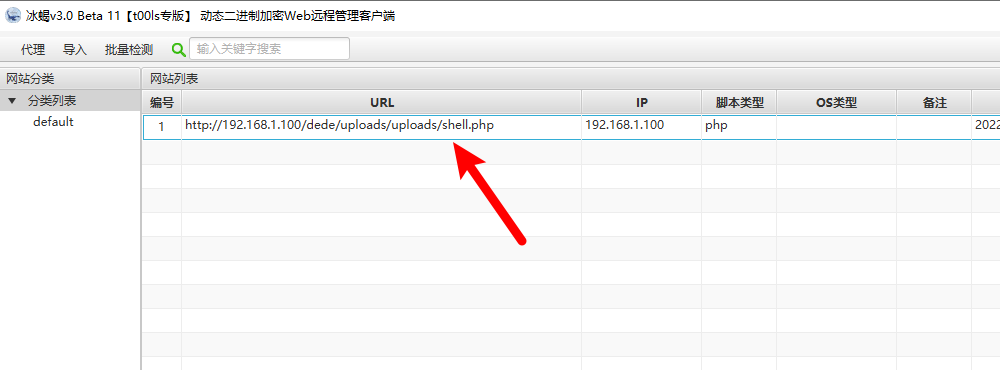 冰蝎v3.0 Beta 11【t00ls专版】 动态二进制加密Web远程管理客户端
代理 导入 批量检测 输入关键字搜索
网站分类 网站列表
分类列表 编号 URL IP 脚本类型 OS类型 备注
default 1 http://192.168.1.100/dede/uploads/uploads/shell.php 192.168.1.100 php 2022